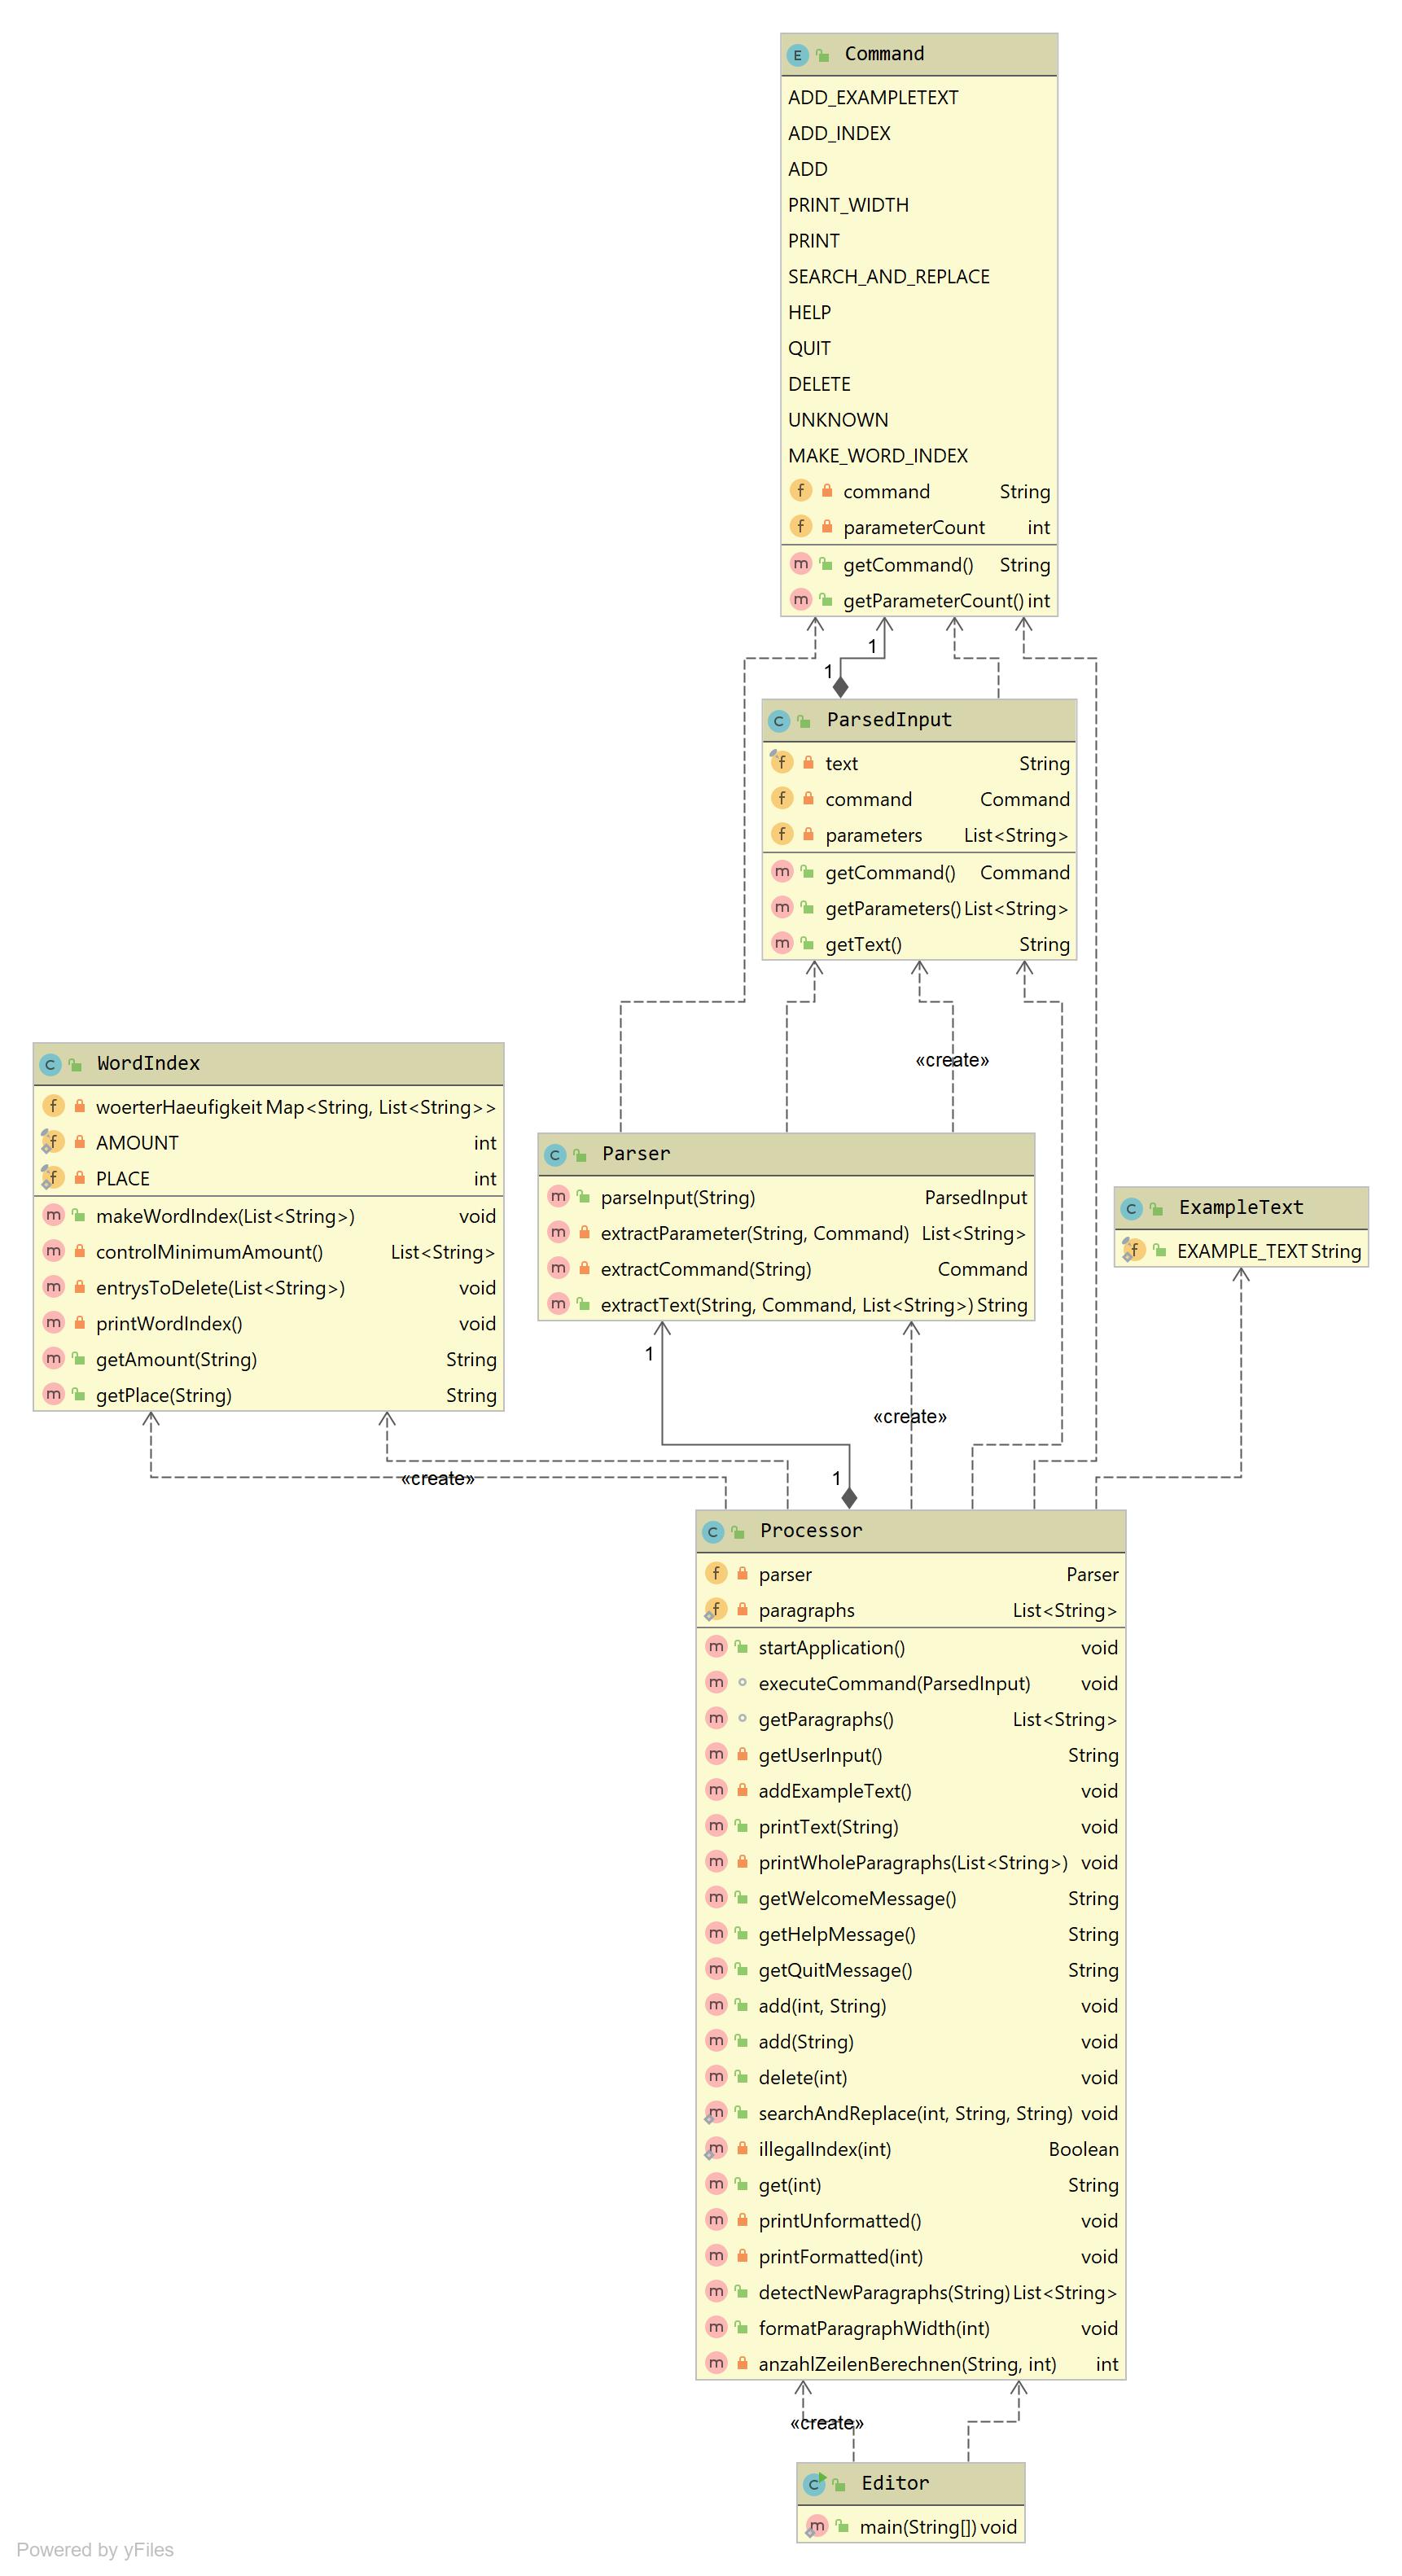 Command
ADD_EXAMPLETEXT
ADD_INDEX
ADD
PRINT_WIDTH
PRINT
SEARCH_AND_REPLACE
HELP
QUIT
DELETE
UNKNOWN
MAKE_WORD_INDEX
command String
parameterCount int
getCommand() String
getParameterCount() int
1
1
ParsedInput
text String
command Command
parameters List<String>
getCommand() Command
getParameters() List<String>
getText() String
«create»
WordIndex
woerterHaeufigkeit Map<String, List<String>>
AMOUNT int
PLACE int
makeWordIndex(List<String>) void
controlMinimumAmount() List<String>
entrysToDelete(List<String>) void
printWordIndex() void
getAmount(String) String
getPlace(String) String
Parser
parseInput(String) ParsedInput
extractParameter(String, Command) List<String>
extractCommand(String) Command
extractText(String, Command, List<String>) String
ExampleText
EXAMPLE_TEXT String
1
«create»
«create»
1
Processor
parser Parser
paragraphs List<String>
startApplication() void
executeCommand(ParsedInput) void
getParagraphs() List<String>
getUserInput() String
addExampleText() void
printText(String) void
printWholeParagraphs(List<String>) void
getWelcomeMessage() String
getHelpMessage() String
getQuitMessage() String
add(int, String) void
add(String) void
delete(int) void
searchAndReplace(int, String, String) void
illegalIndex(int) Boolean
get(int) String
printUnformatted() void
printFormatted(int) void
detectNewParagraphs(String) List<String>
formatParagraphWidth(int) void
anzahlZeilenBerechnen(String, int) int
«create»
Editor
main(String[]) void
Powered by yFiles